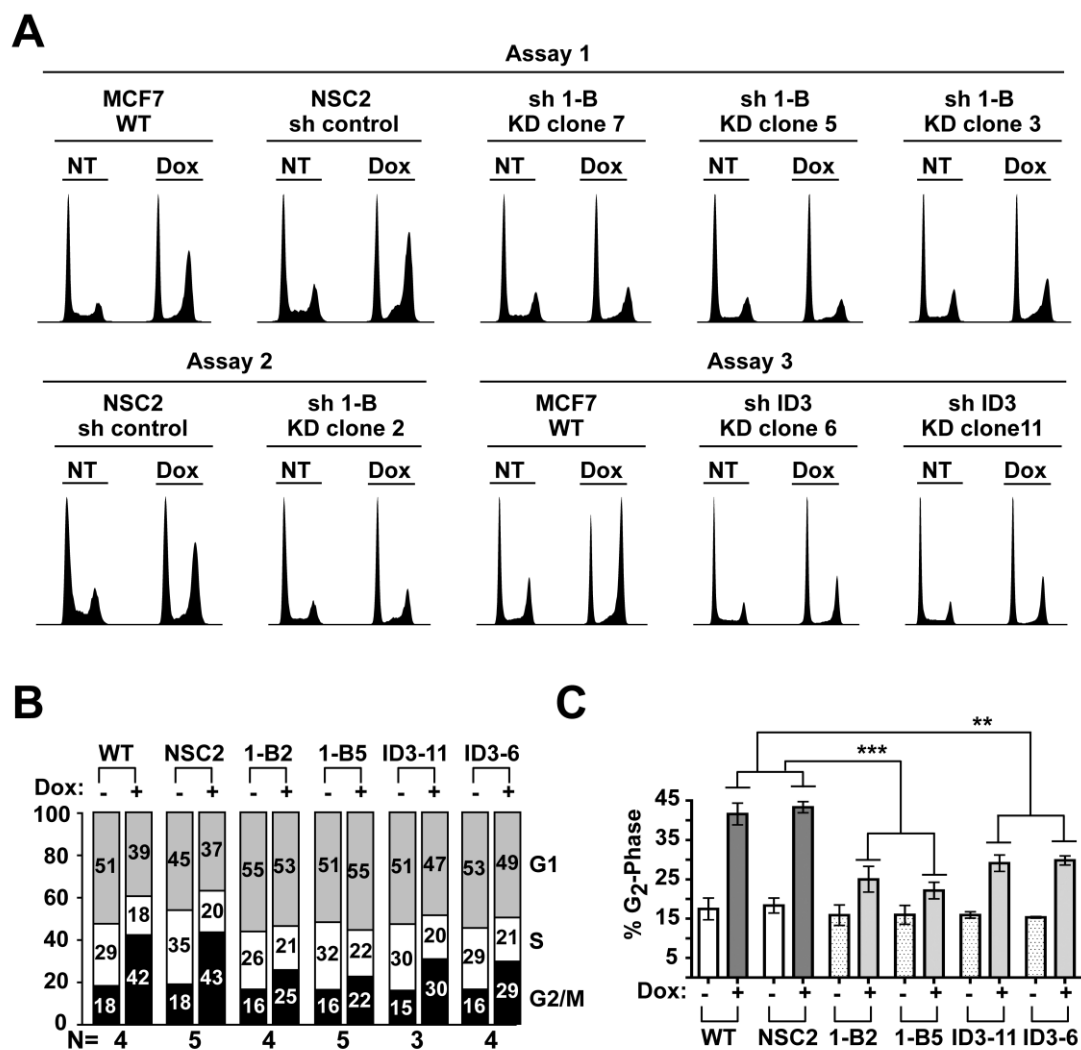 A
Assay 1
MCF7 WT
NSC2 sh control
sh 1-B KD clone 7
sh 1-B KD clone 5
sh 1-B KD clone 3
NT Dox NT Dox NT Dox NT Dox NT Dox
Assay 2
Assay 3
NSC2 sh control
sh 1-B KD clone 2
MCF7 WT
sh ID3 KD clone 6
sh ID3 KD clone11
NT Dox NT Dox NT Dox NT Dox NT Dox
B
WT NSC2 1-B2 1-B5 ID3-11 ID3-6
Dox: - + - + - + - + - + - +
100
80
60
40
20
0
51 39 45 37 55 53 51 55 51 47 53 49 G1
29 18 35 20 26 21 32 22 30 20 29 21 S
18 42 18 43 16 25 16 22 15 30 16 29 G2/M
N= 4 5 4 5 3 4
C
**
***
% G2-Phase
45
35
25
15
5
Dox: - + - + - + - + - + - +
WT NSC2 1-B2 1-B5 ID3-11 ID3-6